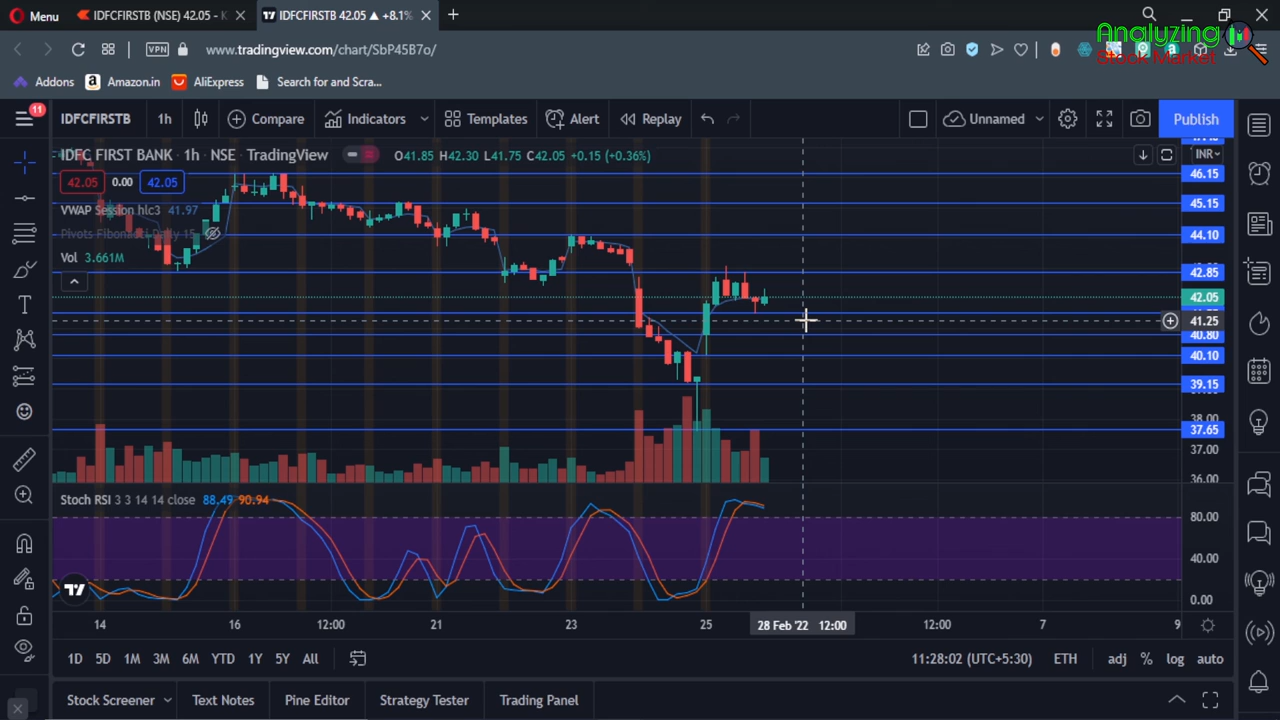 Menu
IDFCFIRSTB (NSE) 42.05 - K
IDFCFIRSTB 42.05 ▲ +8.1%
Analyzing
Stock Market
VPN
www.tradingview.com/chart/SbP45B7o/
Addons
Amazon.in
AliExpress
Search for and Scra...
11
IDFCFIRSTB
1h
Compare
Indicators
Templates
Alert
Replay
Unnamed
Publish
IDFC FIRST BANK · 1h · NSE · TradingView
O41.85 H42.30 L41.75 C42.05 +0.15 (+0.36%)
INR
42.05 0.00 42.05
VWAP Session hlc3 41.97
Pivots Fibonacci Daily 15
Vol 3.661M
46.15
45.15
44.10
42.85
42.05
41.25
40.80
40.10
39.15
38.00
37.65
37.00
36.00
Stoch RSI 3 3 14 14 close 88.49 90.94
80.00
40.00
0.00
14 16 12:00 21 23 25 28 Feb '22 12:00 12:00 7 9
1D 5D 1M 3M 6M YTD 1Y 5Y All
11:28:02 (UTC+5:30) ETH adj % log auto
Stock Screener
Text Notes
Pine Editor
Strategy Tester
Trading Panel